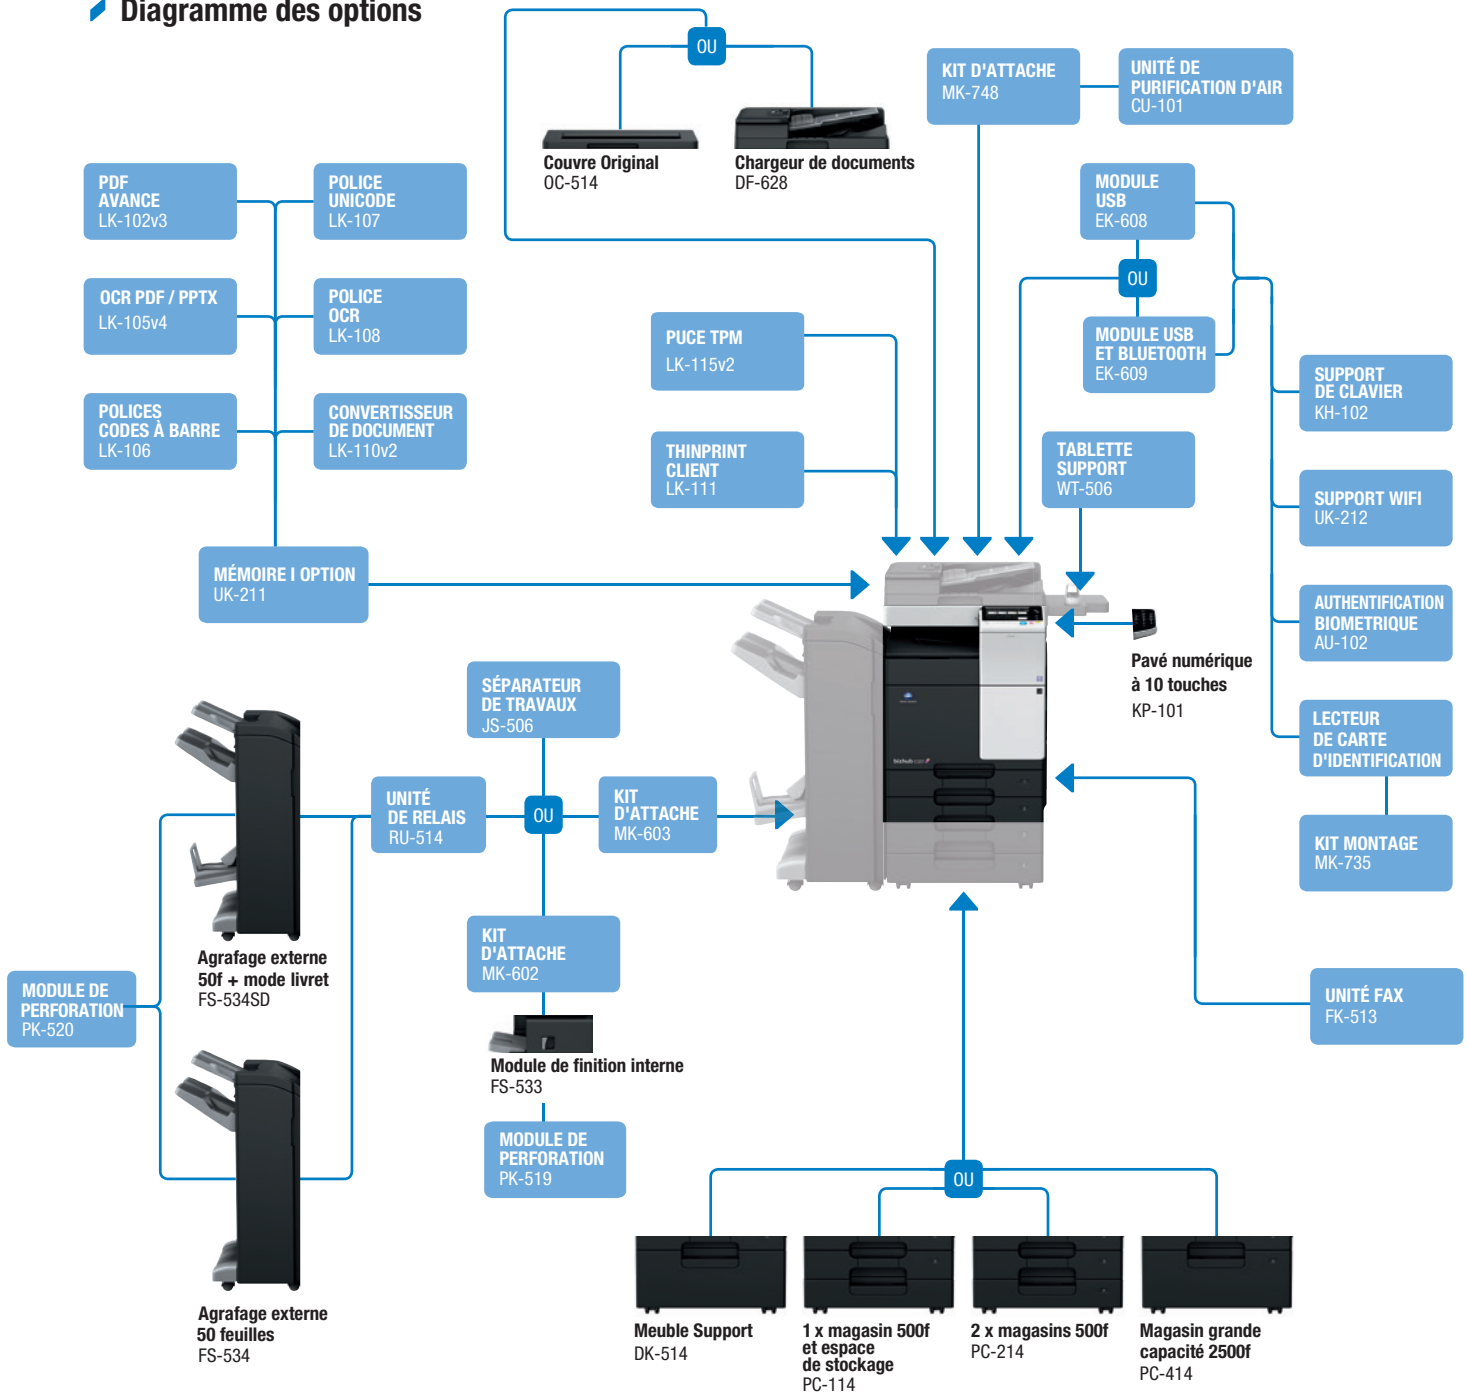 Diagramme des options
OU
Couvre Original
OC-514
Chargeur de documents
DF-628
KIT D'ATTACHE
MK-748
UNITÉ DE
PURIFICATION D'AIR
CU-101
PDF
AVANCE
LK-102v3
POLICE
UNICODE
LK-107
OCR PDF / PPTX
LK-105v4
POLICE
OCR
LK-108
POLICES
CODES À BARRE
LK-106
CONVERTISSEUR
DE DOCUMENT
LK-110v2
MÉMOIRE I OPTION
UK-211
PUCE TPM
LK-115v2
THINPRINT
CLIENT
LK-111
MODULE
USB
EK-608
OU
MODULE USB
ET BLUETOOTH
EK-609
TABLETTE
SUPPORT
WT-506
SUPPORT
DE CLAVIER
KH-102
SUPPORT WIFI
UK-212
AUTHENTIFICATION
BIOMETRIQUE
AU-102
LECTEUR
DE CARTE
D'IDENTIFICATION
KIT MONTAGE
MK-735
Pavé numérique
à 10 touches
KP-101
bizhub
SÉPARATEUR
DE TRAVAUX
JS-506
UNITÉ
DE RELAIS
RU-514
OU
KIT
D'ATTACHE
MK-603
KIT
D'ATTACHE
MK-602
Module de finition interne
FS-533
MODULE DE
PERFORATION
PK-519
Agrafage externe
50f + mode livret
FS-534SD
MODULE DE
PERFORATION
PK-520
Agrafage externe
50 feuilles
FS-534
UNITÉ FAX
FK-513
OU
Meuble Support
DK-514
1 x magasin 500f
et espace
de stockage
PC-114
2 x magasins 500f
PC-214
Magasin grande
capacité 2500f
PC-414